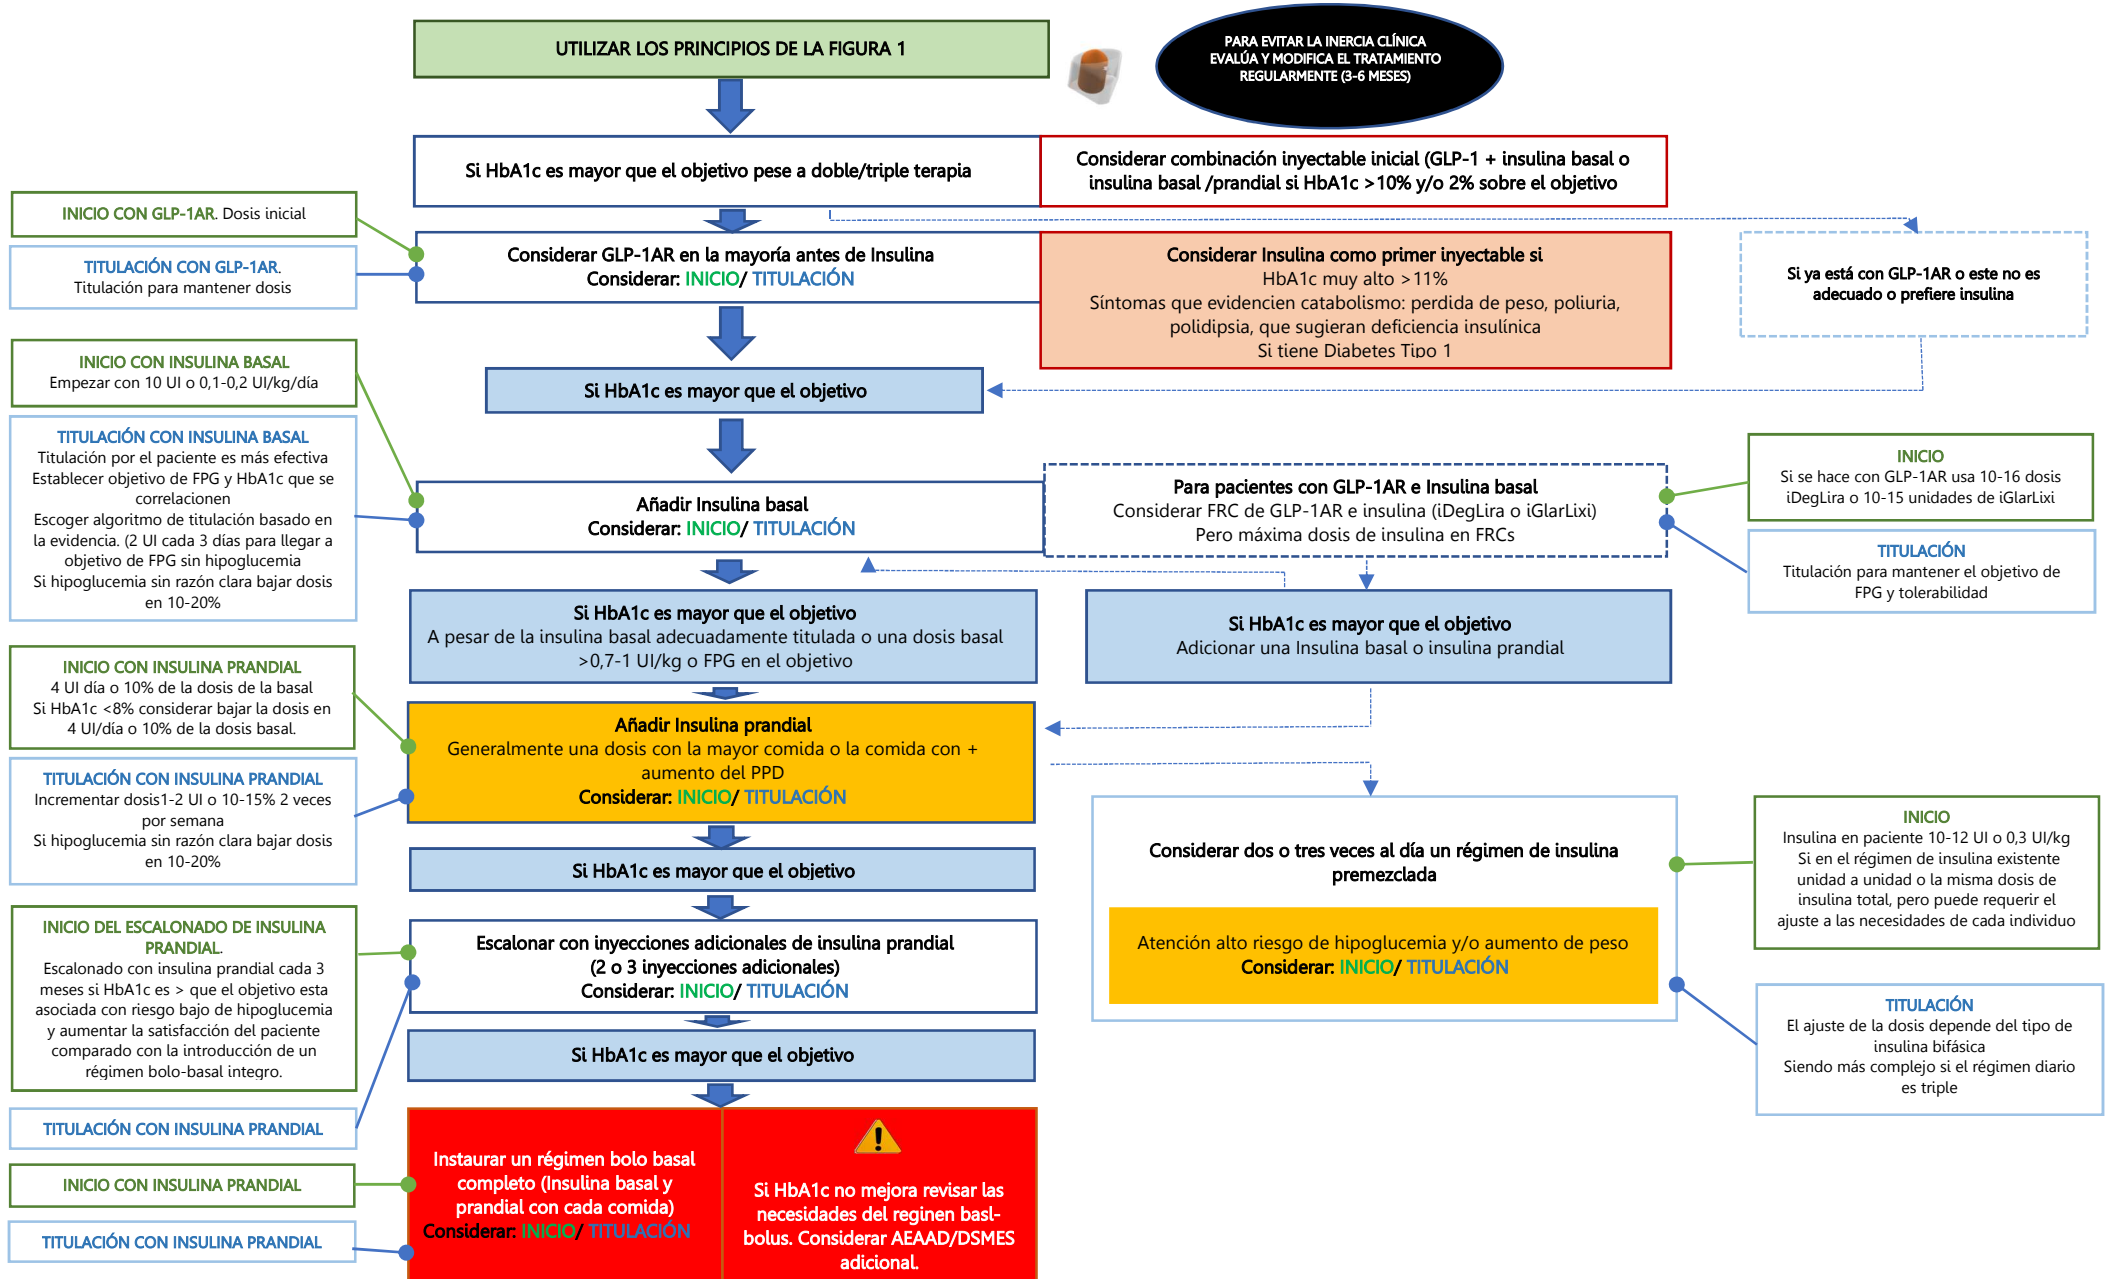 UTILIZAR LOS PRINCIPIOS DE LA FIGURA 1
PARA EVITAR LA INERCIA CLÍNICA
EVALÚA Y MODIFICA EL TRATAMIENTO
REGULARMENTE (3-6 MESES)
Si HbA1c es mayor que el objetivo pese a doble/triple terapia
Considerar combinación inyectable inicial (GLP-1 + insulina basal o
insulina basal /prandial si HbA1c >10% y/o 2% sobre el objetivo
INICIO CON GLP-1AR. Dosis inicial
TITULACIÓN CON GLP-1AR.
Titulación para mantener dosis
Considerar GLP-1AR en la mayoría antes de Insulina
Considerar: INICIO/ TITULACIÓN
Considerar Insulina como primer inyectable si
HbA1c muy alto >11%
Síntomas que evidencien catabolismo: perdida de peso, poliuria,
polidipsia, que sugieran deficiencia insulínica
Si tiene Diabetes Tipo 1
Si ya está con GLP-1AR o este no es
adecuado o prefiere insulina
INICIO CON INSULINA BASAL
Empezar con 10 UI o 0,1-0,2 UI/kg/día
Si HbA1c es mayor que el objetivo
TITULACIÓN CON INSULINA BASAL
Titulación por el paciente es más efectiva
Establecer objetivo de FPG y HbA1c que se
correlacionen
Escoger algoritmo de titulación basado en
la evidencia. (2 UI cada 3 días para llegar a
objetivo de FPG sin hipoglucemia
Si hipoglucemia sin razón clara bajar dosis
en 10-20%
Añadir Insulina basal
Considerar: INICIO/ TITULACIÓN
Para pacientes con GLP-1AR e Insulina basal
Considerar FRC de GLP-1AR e insulina (iDegLira o iGlarLixi)
Pero máxima dosis de insulina en FRCs
INICIO
Si se hace con GLP-1AR usa 10-16 dosis
iDegLira o 10-15 unidades de iGlarLixi
TITULACIÓN
Titulación para mantener el objetivo de
FPG y tolerabilidad
Si HbA1c es mayor que el objetivo
A pesar de la insulina basal adecuadamente titulada o una dosis basal
>0,7-1 UI/kg o FPG en el objetivo
Si HbA1c es mayor que el objetivo
Adicionar una Insulina basal o insulina prandial
INICIO CON INSULINA PRANDIAL
4 UI día o 10% de la dosis de la basal
Si HbA1c <8% considerar bajar la dosis en
4 UI/día o 10% de la dosis basal.
Añadir Insulina prandial
Generalmente una dosis con la mayor comida o la comida con +
aumento del PPD
Considerar: INICIO/ TITULACIÓN
TITULACIÓN CON INSULINA PRANDIAL
Incrementar dosis1-2 UI o 10-15% 2 veces
por semana
Si hipoglucemia sin razón clara bajar dosis
en 10-20%
Si HbA1c es mayor que el objetivo
Considerar dos o tres veces al día un régimen de insulina
premezclada
Atención alto riesgo de hipoglucemia y/o aumento de peso
Considerar: INICIO/ TITULACIÓN
INICIO
Insulina en paciente 10-12 UI o 0,3 UI/kg
Si en el régimen de insulina existente
unidad a unidad o la misma dosis de
insulina total, pero puede requerir el
ajuste a las necesidades de cada individuo
INICIO DEL ESCALONADO DE INSULINA
PRANDIAL.
Escalonado con insulina prandial cada 3
meses si HbA1c es > que el objetivo esta
asociada con riesgo bajo de hipoglucemia
y aumentar la satisfacción del paciente
comparado con la introducción de un
régimen bolo-basal integro.
Escalonar con inyecciones adicionales de insulina prandial
(2 o 3 inyecciones adicionales)
Considerar: INICIO/ TITULACIÓN
TITULACIÓN
El ajuste de la dosis depende del tipo de
insulina bifásica
Siendo más complejo si el régimen diario
es triple
Si HbA1c es mayor que el objetivo
TITULACIÓN CON INSULINA PRANDIAL
INICIO CON INSULINA PRANDIAL
TITULACIÓN CON INSULINA PRANDIAL
Instaurar un régimen bolo basal
completo (Insulina basal y
prandial con cada comida)
Considerar: INICIO/ TITULACIÓN
Si HbA1c no mejora revisar las
necesidades del reginen basl-
bolus. Considerar AEAAD/DSMES
adicional.